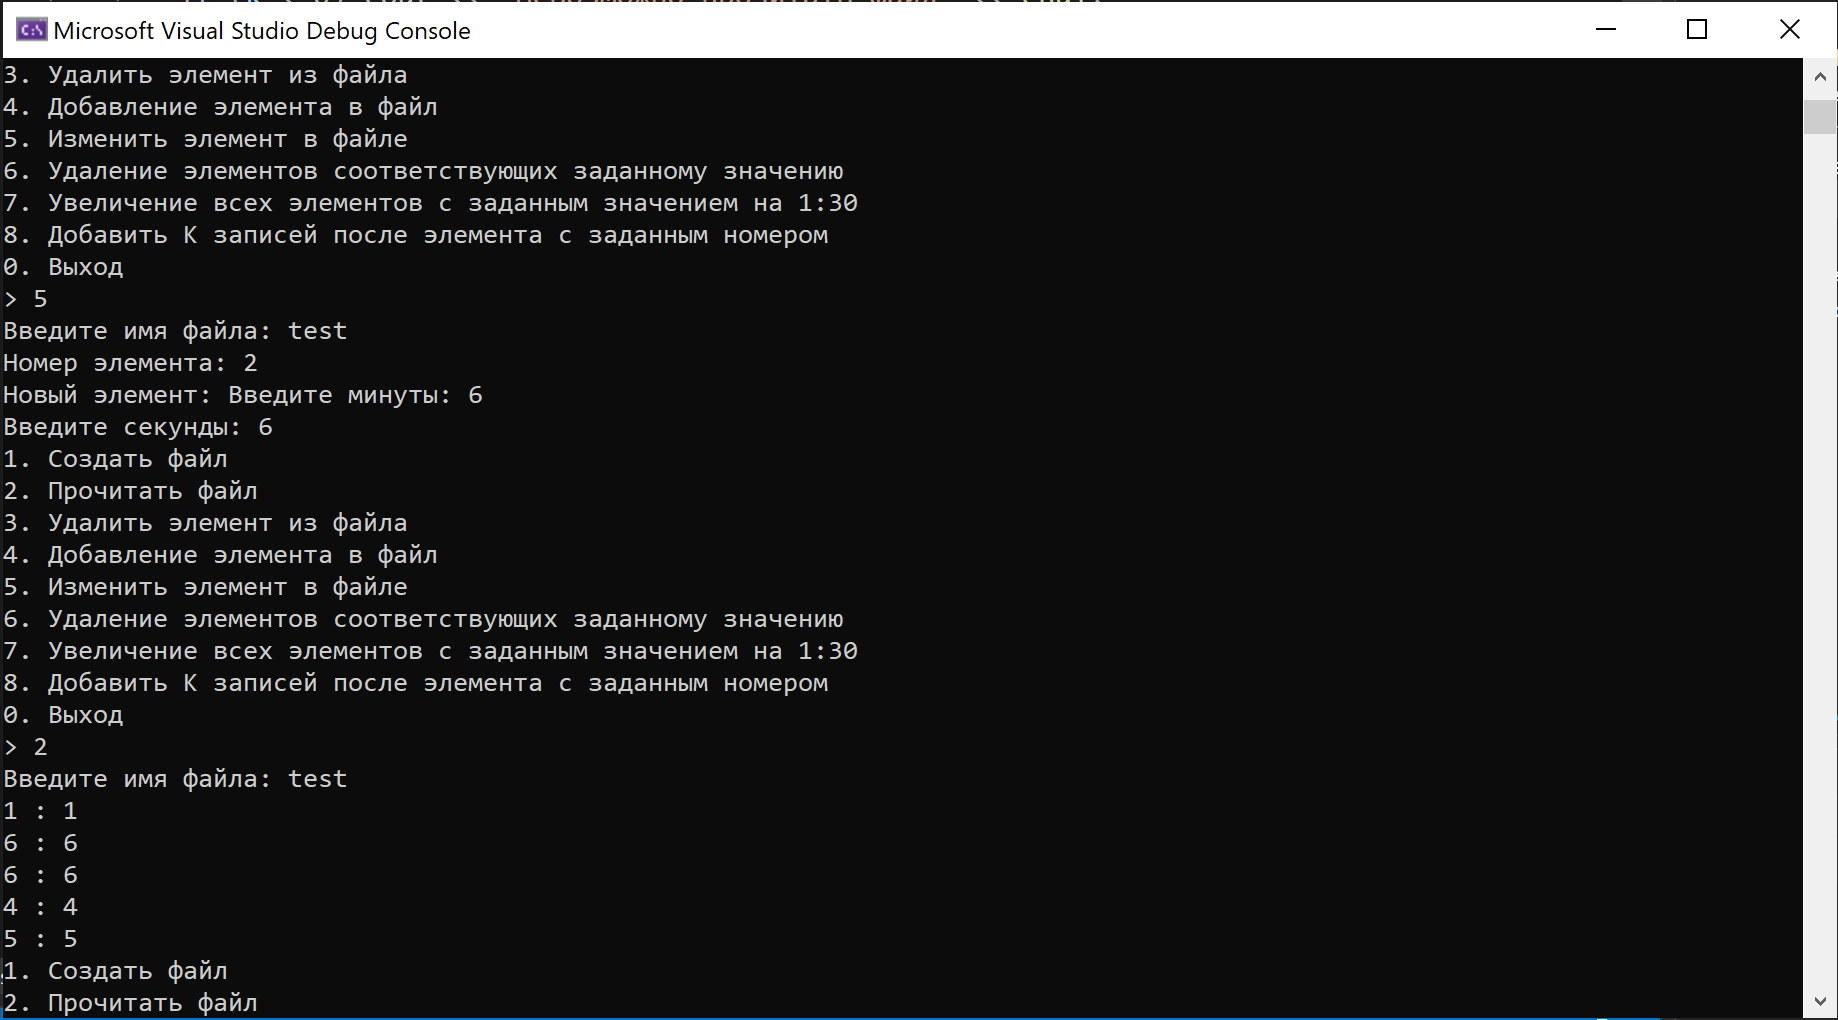 Microsoft Visual Studio Debug Console
3. Удалить элемент из файла
4. Добавление элемента в файл
5. Изменить элемент в файле
6. Удаление элементов соответствующих заданному значению
7. Увеличение всех элементов с заданным значением на 1:30
8. Добавить К записей после элемента с заданным номером
0. Выход
> 5
Введите имя файла: test
Номер элемента: 2
Новый элемент: Введите минуты: 6
Введите секунды: 6
1. Создать файл
2. Прочитать файл
3. Удалить элемент из файла
4. Добавление элемента в файл
5. Изменить элемент в файле
6. Удаление элементов соответствующих заданному значению
7. Увеличение всех элементов с заданным значением на 1:30
8. Добавить К записей после элемента с заданным номером
0. Выход
> 2
Введите имя файла: test
1 : 1
6 : 6
6 : 6
4 : 4
5 : 5
1. Создать файл
2. Прочитать файл